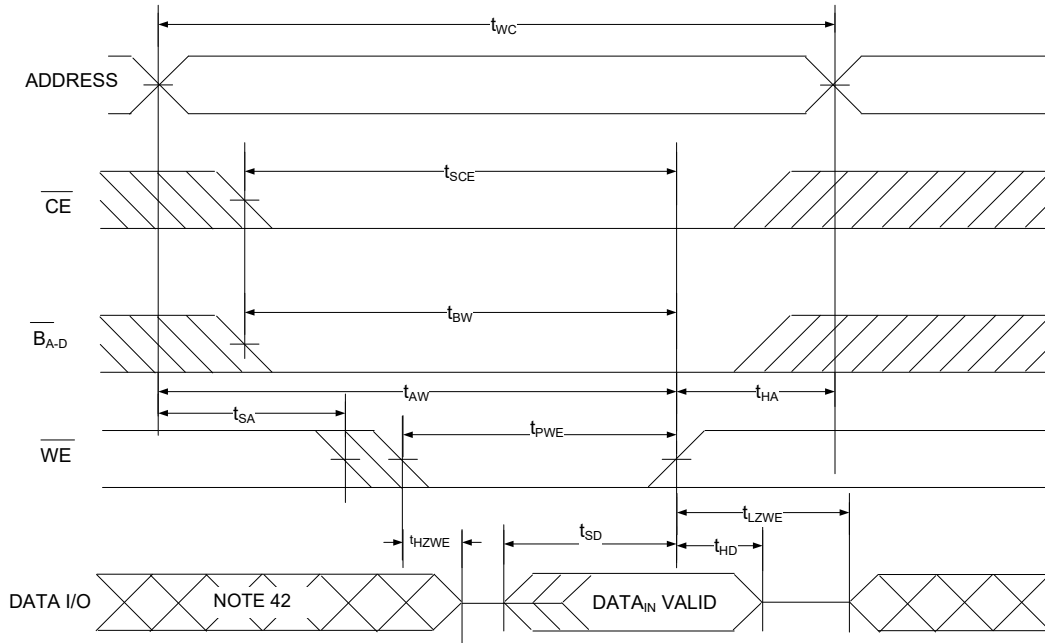 tWC
ADDRESS
tSCE
CE
tBW
BA-D
tAW
tHA
tSA
tPWE
WE
tLZWE
tHZWE
tSD
tHD
DATA I/O
NOTE 42
DATAIN VALID